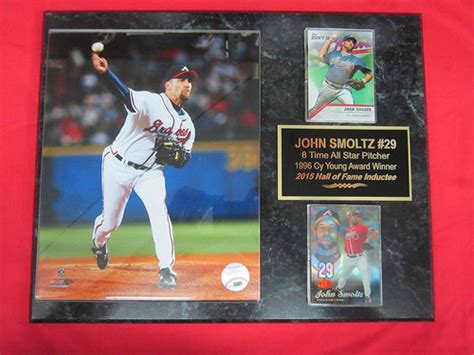 Braves
JOHN SMOLTZ
JOHN SMOLTZ #29
8 Time All Star Pitcher
1996 Cy Young Award Winner
2015 Hall of Fame Inductee
29
John Smoltz